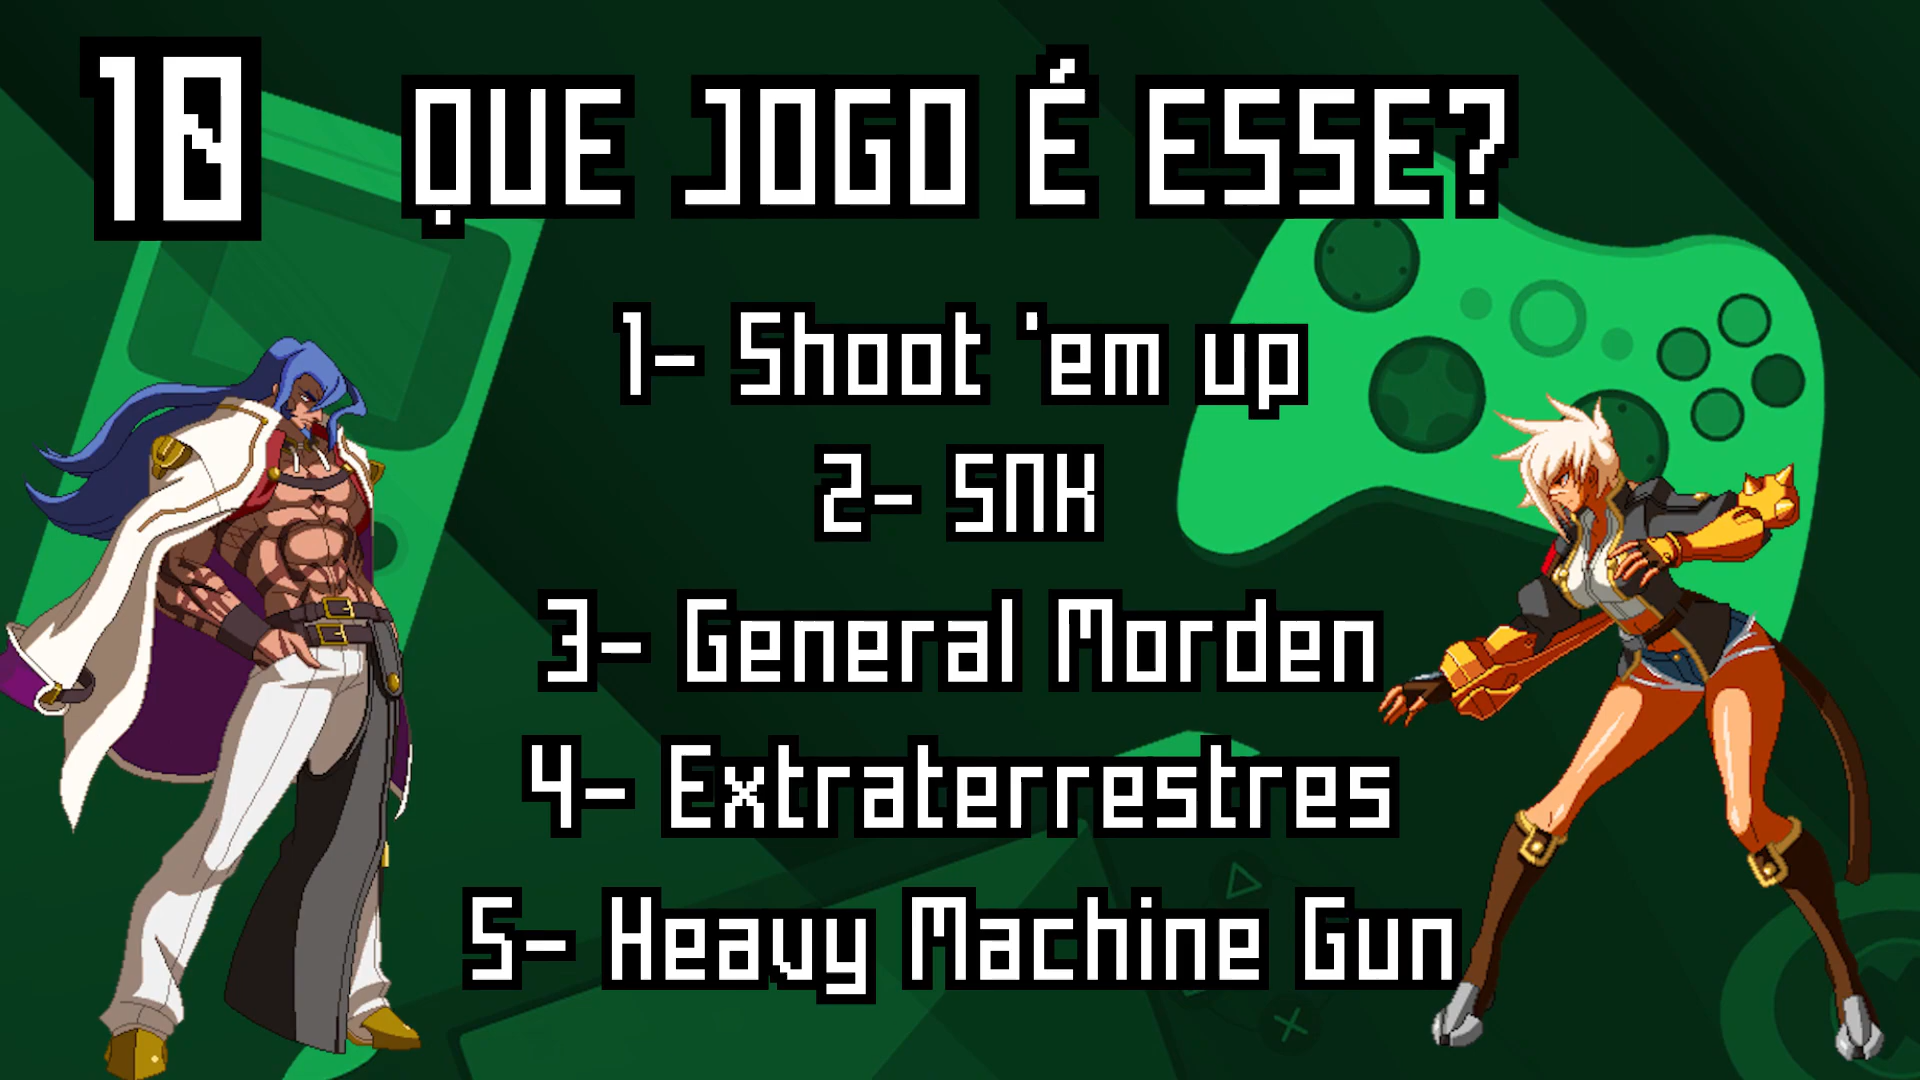 10 QUE JOGO É ESSE?
1- Shoot 'em up
2- SNK
3- General Morden
4- Extraterrestres
5- Heavy Machine Gun